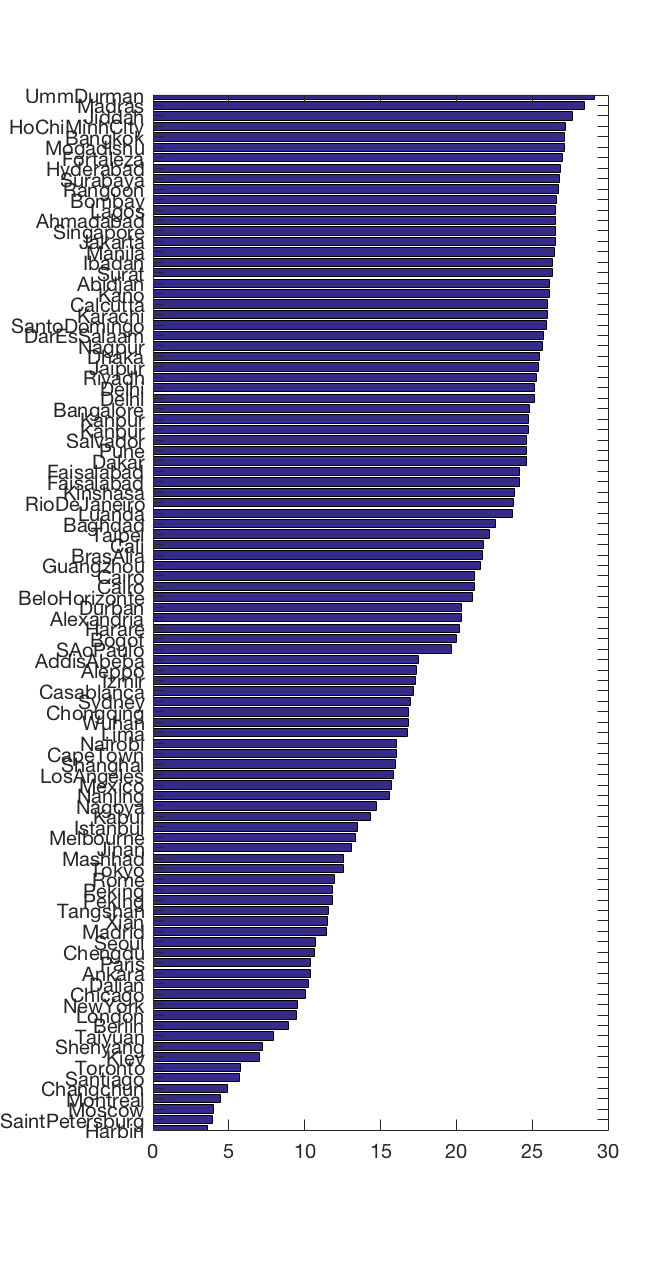 UmmDurman
Madras
Jiddah
HoChiMinhCity
Bangkok
Mogadishu
Fortaleza
Hyderabad
Surabaya
Rangoon
Bombay
Lagos
Ahmadabad
Singapore
Jakarta
Manila
Ibadan
Surat
Abidjan
Kano
Calcutta
Karachi
SantoDomingo
DarEsSalaam
Nagpur
Dhaka
Jaipur
Riyadh
Delhi
Delhi
Bangalore
Kanpur
Kanpur
Salvador
Pune
Dakar
Faisalabad
Faisalabad
Kinshasa
RioDeJaneiro
Luanda
Baghdad
Taipei
Cali
BrasAlia
Guangzhou
Cairo
Cairo
BeloHorizonte
Durban
Alexandria
Harare
Bogot
SAoPaulo
AddisAbeba
Aleppo
Izmir
Casablanca
Sydney
Chongqing
Wuhan
Lima
Nairobi
CapeTown
Shanghai
LosAngeles
Mexico
Nanjing
Nagoya
Kabul
Istanbul
Melbourne
Jinan
Mashhad
Tokyo
Rome
Peking
Peking
Tangshan
Xian
Madrid
Seoul
Chengdu
Paris
Ankara
Dalian
Chicago
NewYork
London
Berlin
Taiyuan
Shenyang
Kiev
Toronto
Santiago
Changchun
Montreal
Moscow
SaintPetersburg
Harbin
0 5 10 15 20 25 30